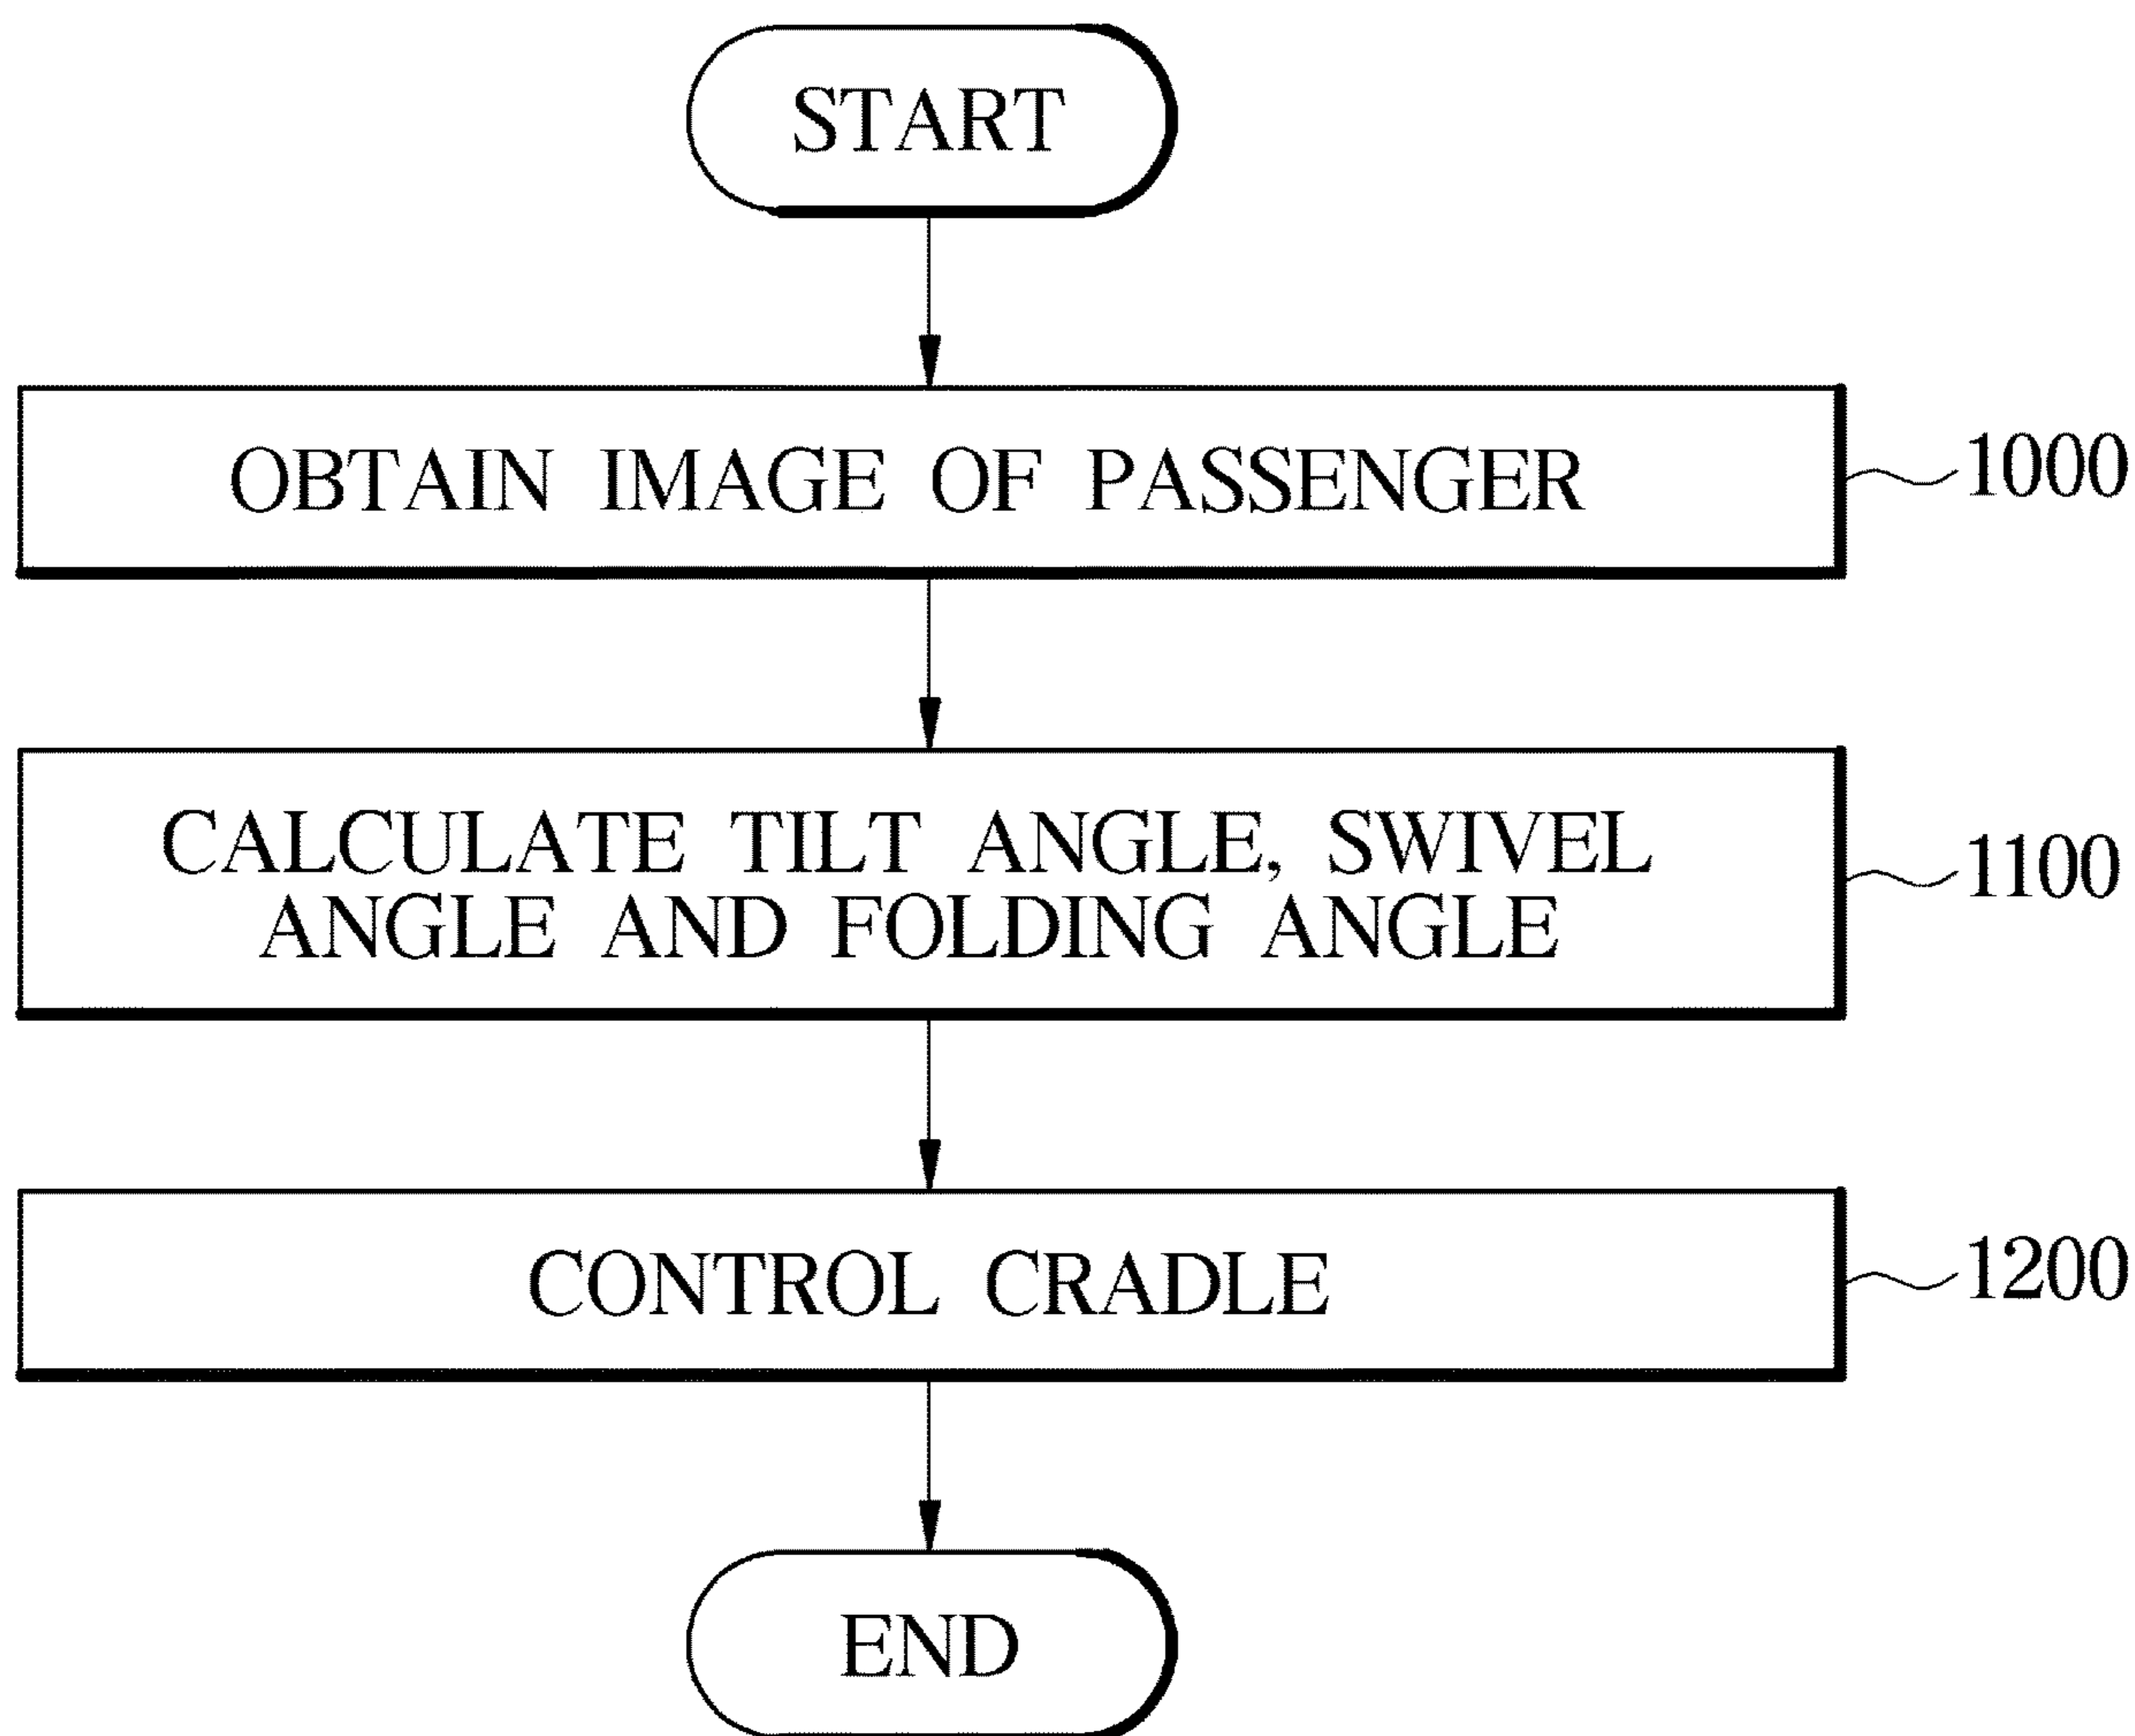 START
OBTAIN IMAGE OF PASSENGER
1000
CALCULATE TILT ANGLE, SWIVEL
ANGLE AND FOLDING ANGLE
1100
CONTROL CRADLE
1200
END